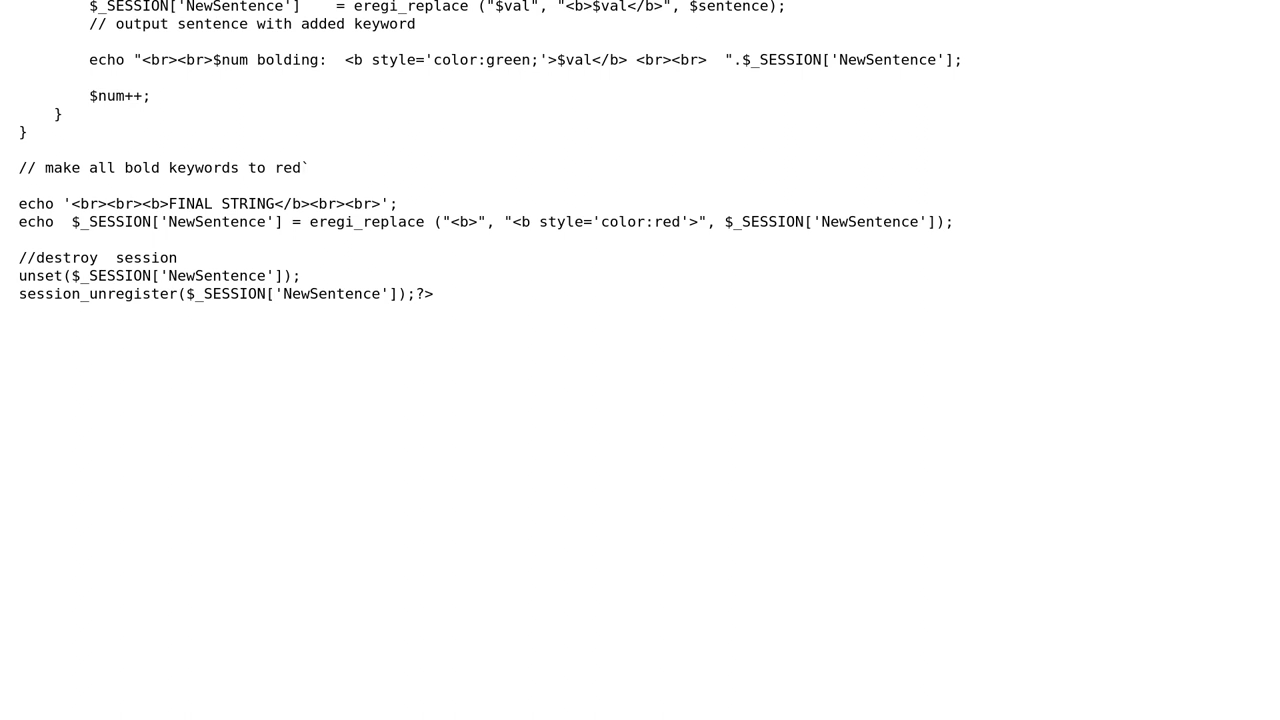 $_SESSION['NewSentence']    = eregi_replace ("$val", "<b>$val</b>", $sentence);
// output sentence with added keyword
echo "<br><br>$num bolding:  <b style='color:green;'>$val</b> <br><br>  ".$_SESSION['NewSentence'];
$num++;
}
}
// make all bold keywords to red`
echo '<br><br><b>FINAL STRING</b><br><br>';
echo  $_SESSION['NewSentence'] = eregi_replace ("<b>", "<b style='color:red'>", $_SESSION['NewSentence']);
//destroy  session
unset($_SESSION['NewSentence']);
session_unregister($_SESSION['NewSentence']);?>